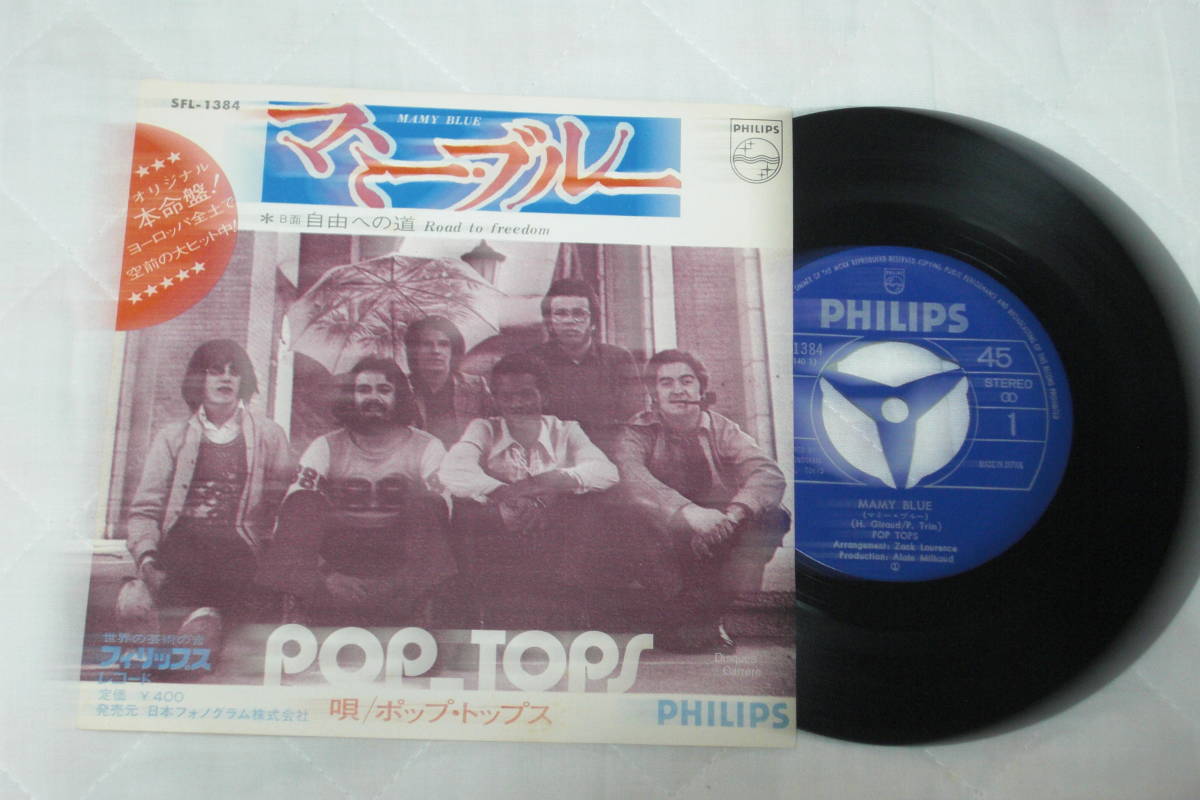 SFL-1384
MAMY BLUE
マミー・ブルー
PHILIPS
*B面 自由への道 Road to freedom
★★★
オリジナル
本命盤!
ヨーロッパ全土で
空前の大ヒット中!
★★★★★
世界の芸術の音
フィリップス
レコード
定価 ¥400
発売元 日本フォノグラム株式会社
POP_TOPS
Disques
Carrere
唄/ポップ・トップス
PHILIPS
PHILIPS
1384
45
STEREO
1
MADE IN JAPAN
MAMY BLUE
(マミー・ブルー)
(H. Giraud/P. Trim)
POP TOPS
Arrangement: Zack Laurence
Production: Alain Milhaud
①